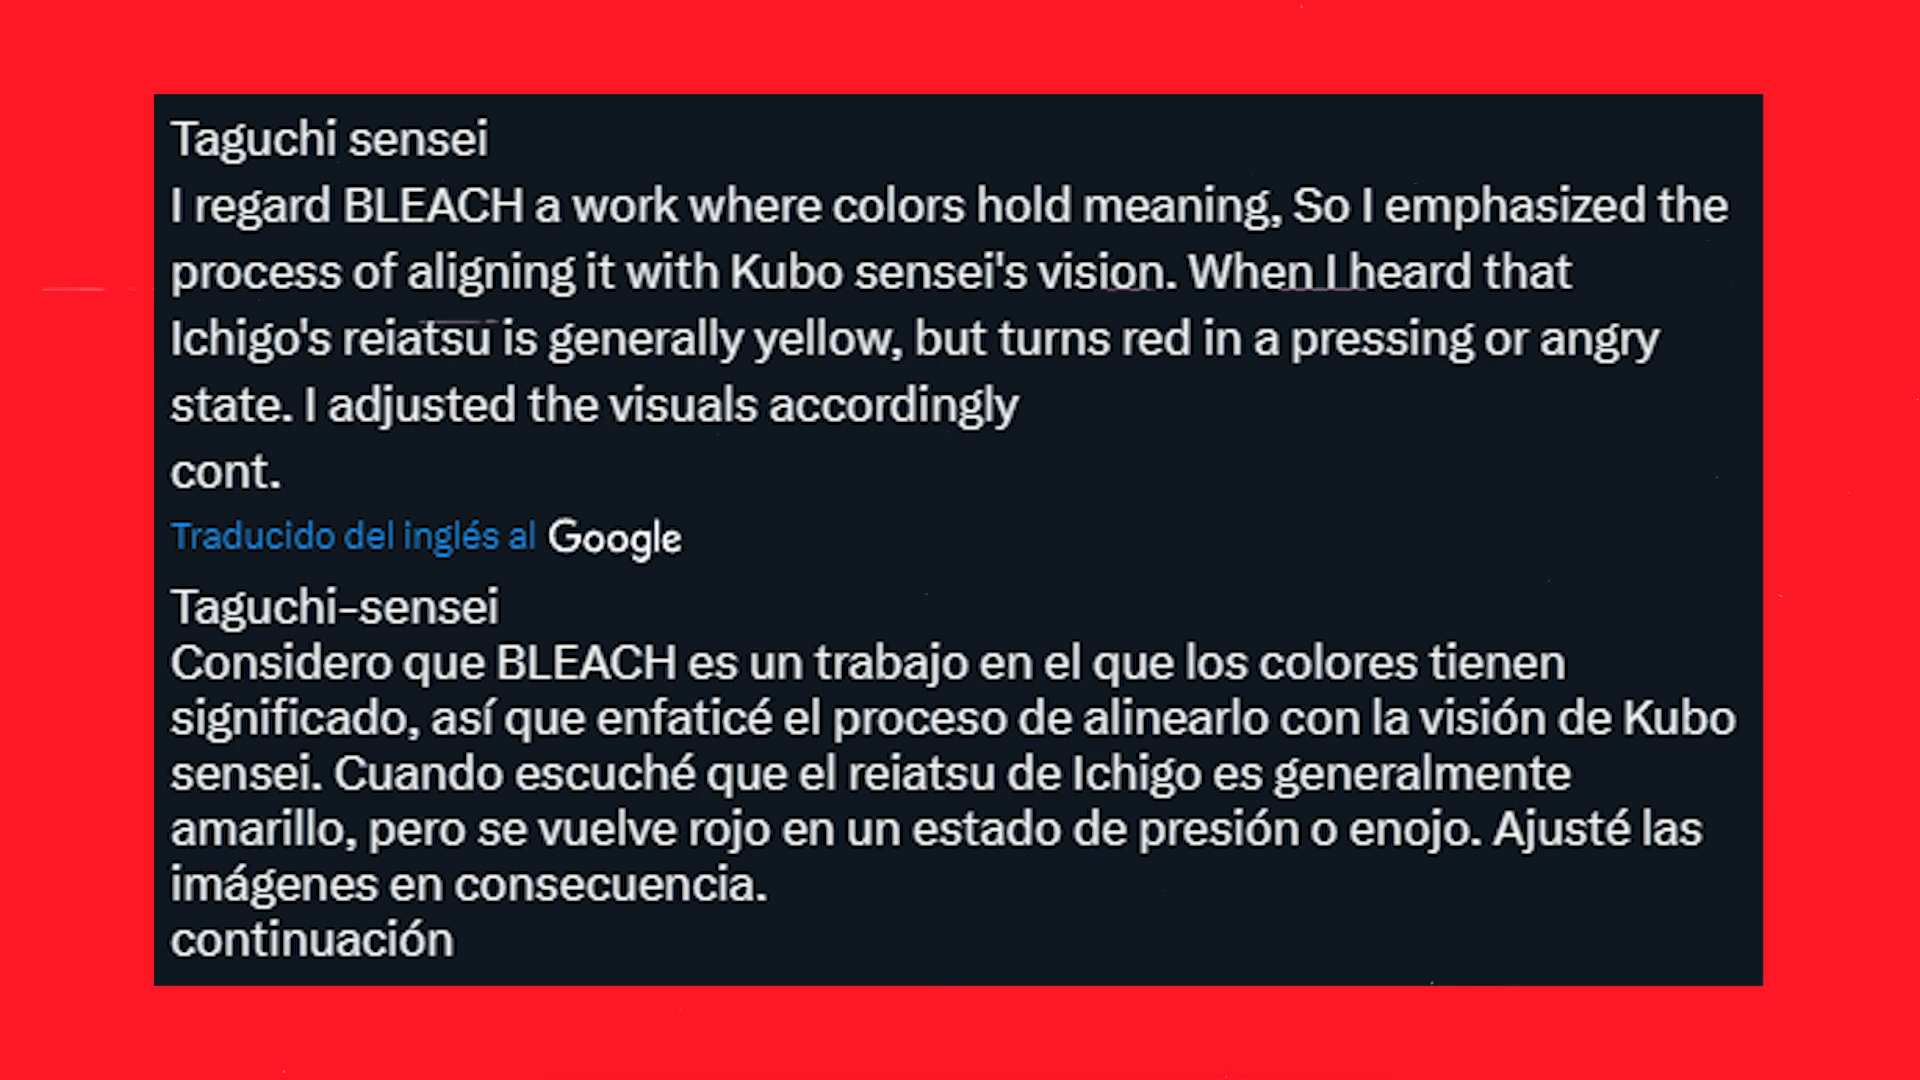 Taguchi sensei
I regard BLEACH a work where colors hold meaning, So I emphasized the
process of aligning it with Kubo sensei's vision. When I heard that
Ichigo's reiatsu is generally yellow, but turns red in a pressing or angry
state. I adjusted the visuals accordingly
cont.
Traducido del inglés al Google
Taguchi-sensei
Considero que BLEACH es un trabajo en el que los colores tienen
significado, así que enfaticé el proceso de alinearlo con la visión de Kubo
sensei. Cuando escuché que el reiatsu de Ichigo es generalmente
amarillo, pero se vuelve rojo en un estado de presión o enojo. Ajusté las
imágenes en consecuencia.
continuación